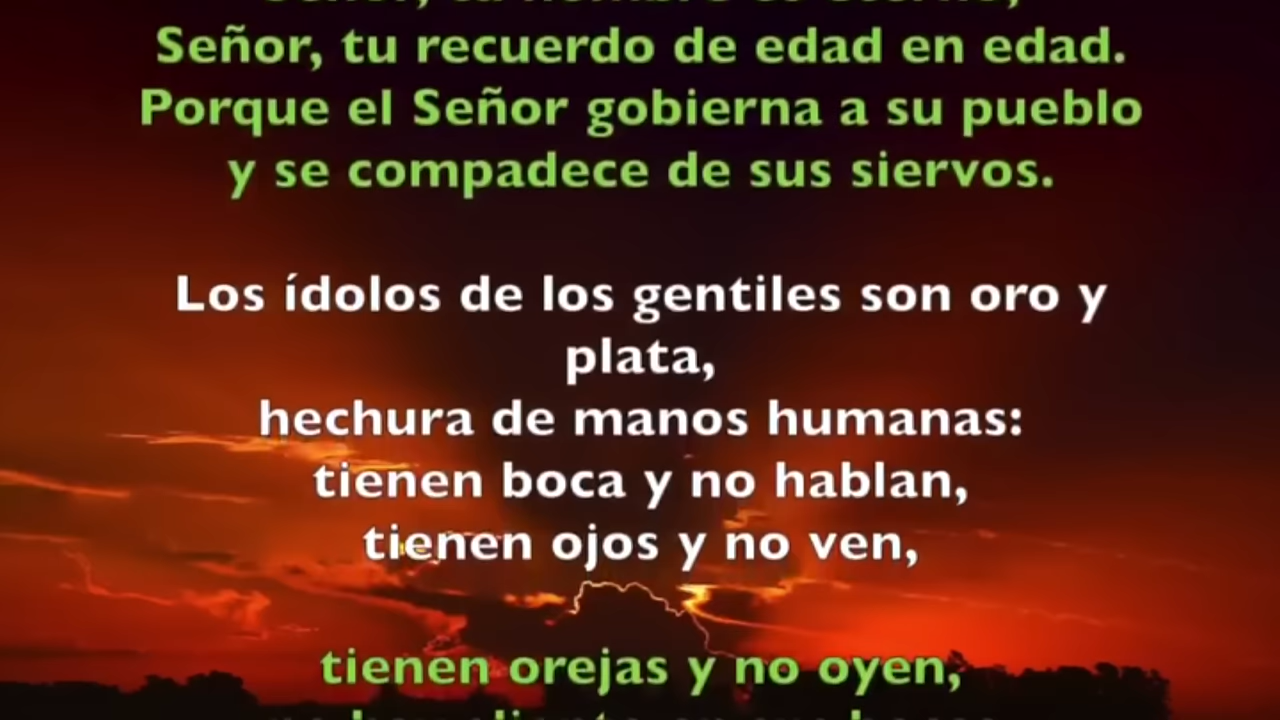 Señor, tu recuerdo de edad en edad.
Porque el Señor gobierna a su pueblo
y se compadece de sus siervos.
Los ídolos de los gentiles son oro y
plata,
hechura de manos humanas:
tienen boca y no hablan,
tienen ojos y no ven,
tienen orejas y no oyen,